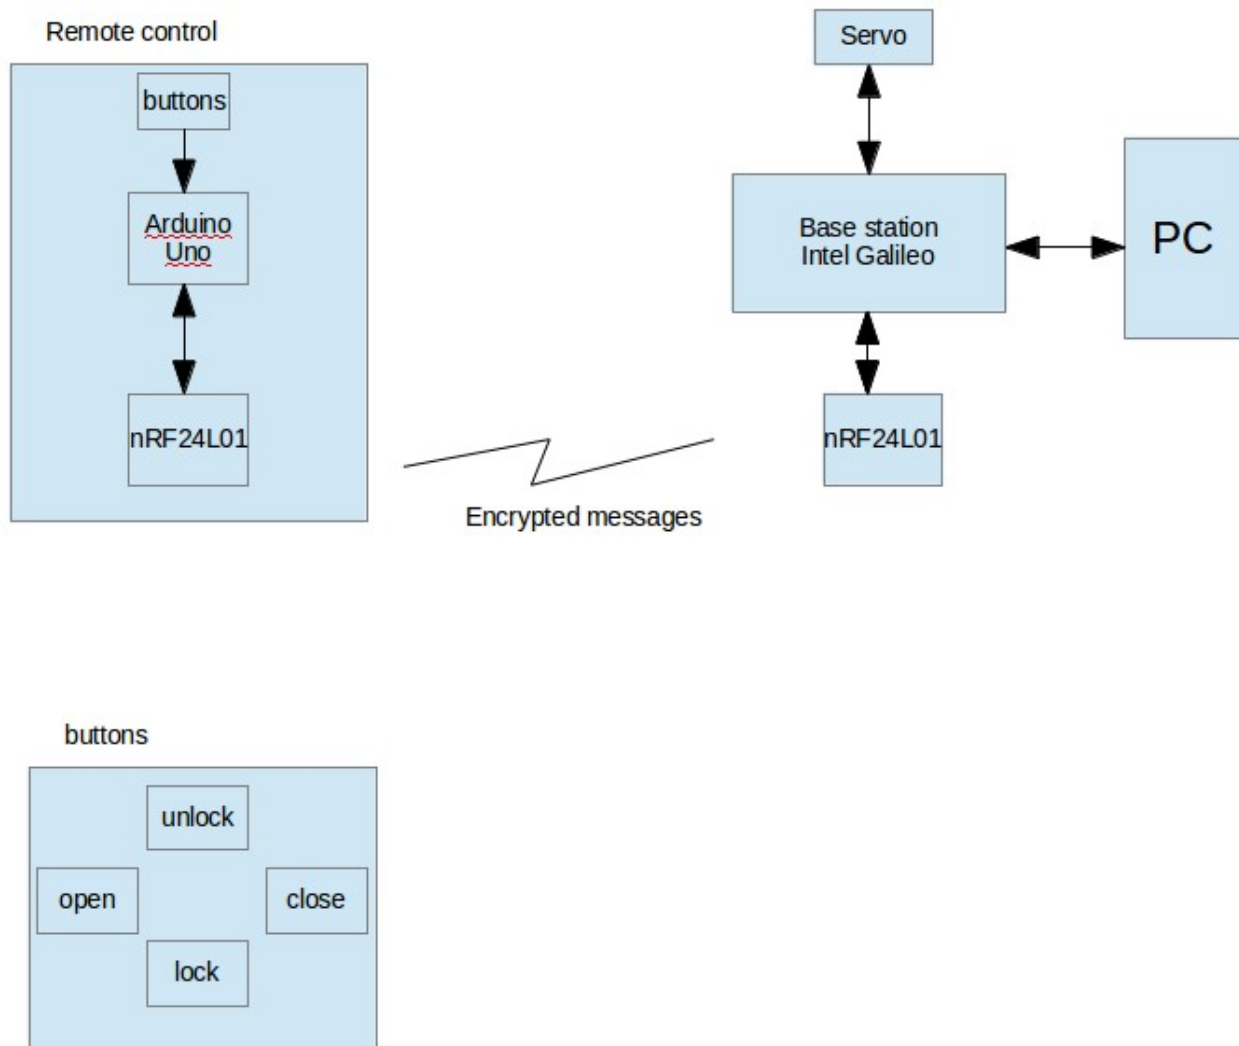 Remote control
buttons
Arduino
Uno
nRF24L01
Encrypted messages
Servo
Base station
Intel Galileo
PC
nRF24L01
buttons
unlock
open
close
lock